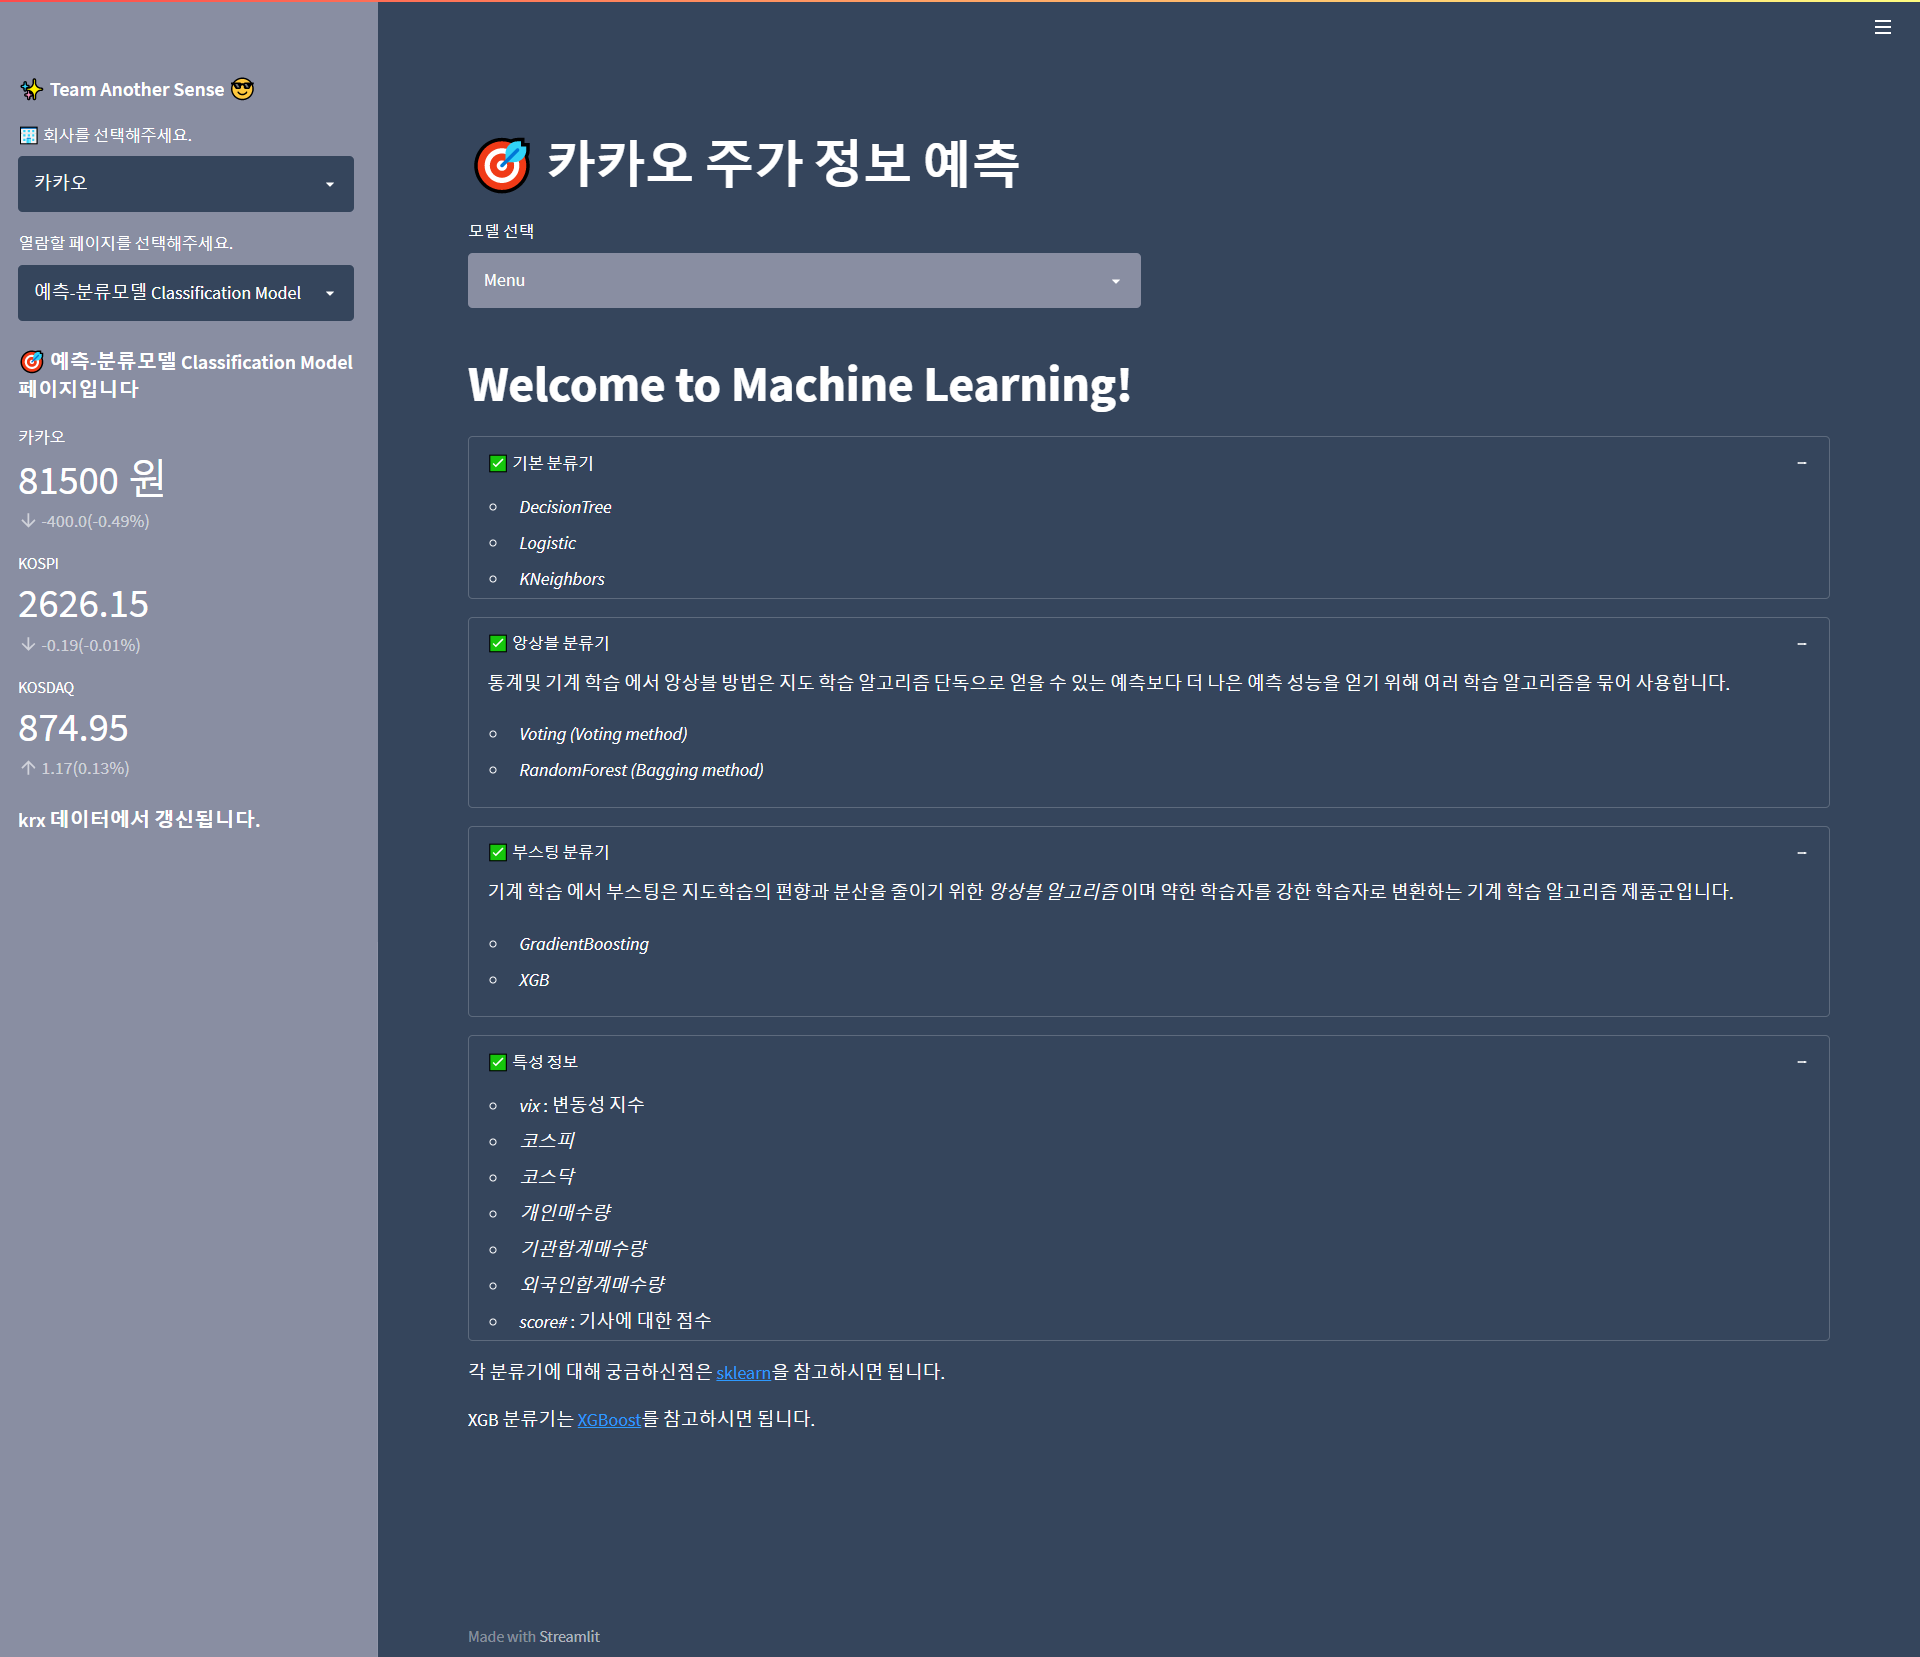 ✨ Team Another Sense 😎
🏢 회사를 선택해주세요.
카카오
열람할 페이지를 선택해주세요.
예측-분류모델 Classification Model
🎯 예측-분류모델 Classification Model
페이지입니다
카카오
81500 원
↓ -400.0(-0.49%)
KOSPI
2626.15
↓ -0.19(-0.01%)
KOSDAQ
874.95
↑ 1.17(0.13%)
krx 데이터에서 갱신됩니다.
🎯 카카오 주가 정보 예측
모델 선택
Menu
Welcome to Machine Learning!
✅ 기본 분류기
DecisionTree
Logistic
KNeighbors
✅ 앙상블 분류기
통계및 기계 학습 에서 앙상블 방법은 지도 학습 알고리즘 단독으로 얻을 수 있는 예측보다 더 나은 예측 성능을 얻기 위해 여러 학습 알고리즘을 묶어 사용합니다.
Voting (Voting method)
RandomForest (Bagging method)
✅ 부스팅 분류기
기계 학습 에서 부스팅은 지도학습의 편향과 분산을 줄이기 위한 앙상블 알고리즘 이며 약한 학습자를 강한 학습자로 변환하는 기계 학습 알고리즘 제품군입니다.
GradientBoosting
XGB
✅ 특성 정보
vix : 변동성 지수
코스피
코스닥
개인매수량
기관합계매수량
외국인합계매수량
score# : 기사에 대한 점수
각 분류기에 대해 궁금하신점은 sklearn을 참고하시면 됩니다.
XGB 분류기는 XGBoost를 참고하시면 됩니다.
Made with Streamlit